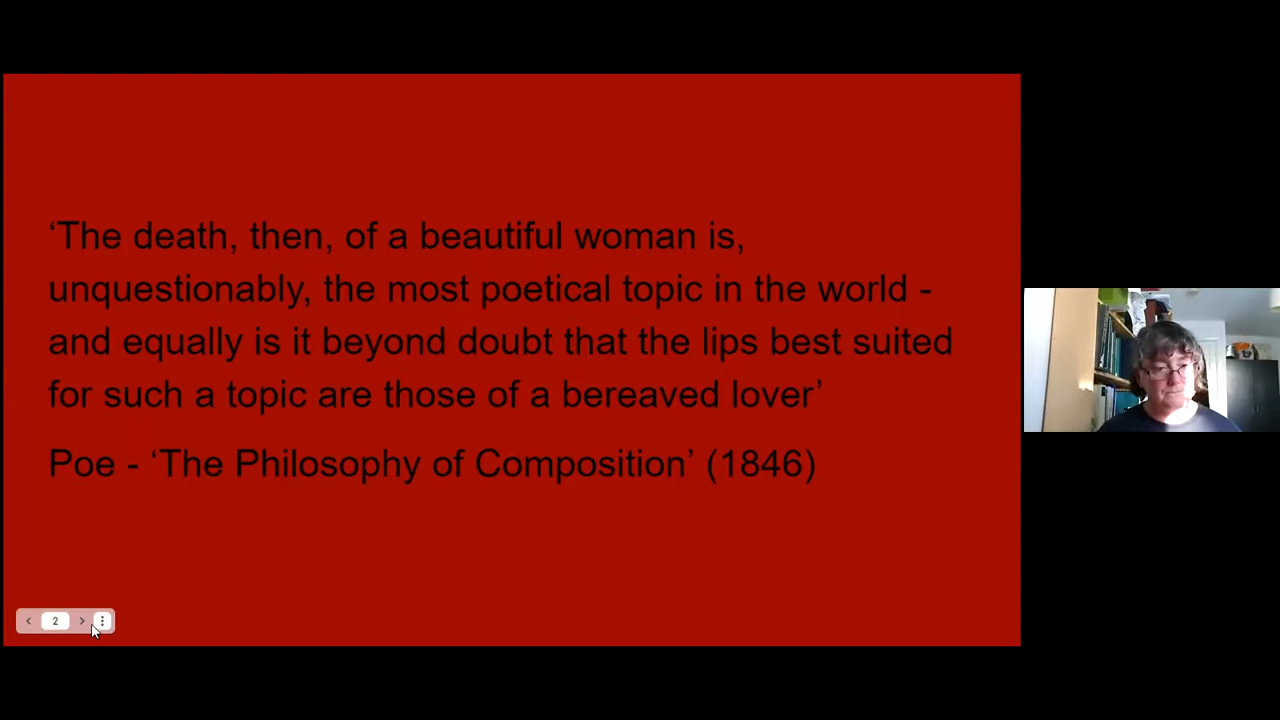 ‘The death, then, of a beautiful woman is,
unquestionably, the most poetical topic in the world -
and equally is it beyond doubt that the lips best suited
for such a topic are those of a bereaved lover’
Poe - ‘The Philosophy of Composition’ (1846)
2